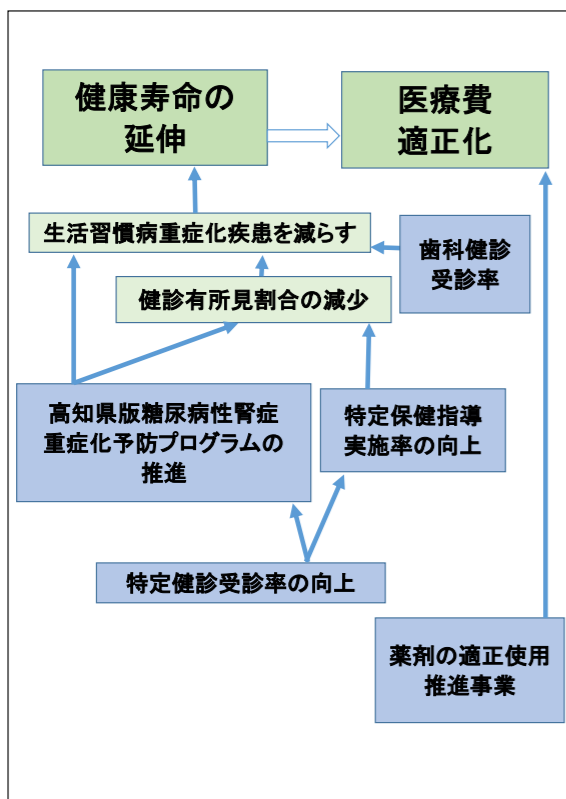 健康寿命の
延伸
医療費
適正化
生活習慣病重症化疾患を減らす
歯科健診
受診率
健診有所見割合の減少
高知県版糖尿病性腎症
重症化予防プログラムの
推進
特定保健指導
実施率の向上
特定健診受診率の向上
薬剤の適正使用
推進事業